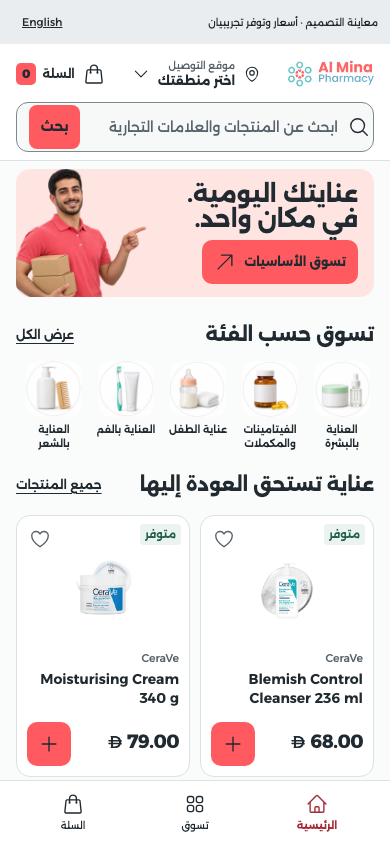 معاينة التصميم · أسعار وتوفر تجريبيان
English
Al Mina
Pharmacy
موقع التوصيل
اختر منطقتك
السلة
0
ابحث عن المنتجات والعلامات التجارية
بحث
عنايتك اليومية.
في مكان واحد.
تسوق الأساسيات
تسوق حسب الفئة
عرض الكل
العناية بالبشرة
الفيتامينات والمكملات
عناية الطفل
العناية بالفم
العناية بالشعر
عناية تستحق العودة إليها
جميع المنتجات
متوفر
CeraVe
CeraVe
Blemish Control
Cleanser 236 ml
68.00
متوفر
CeraVe
CeraVe
Moisturising Cream
340 g
79.00
الرئيسية
تسوق
السلة